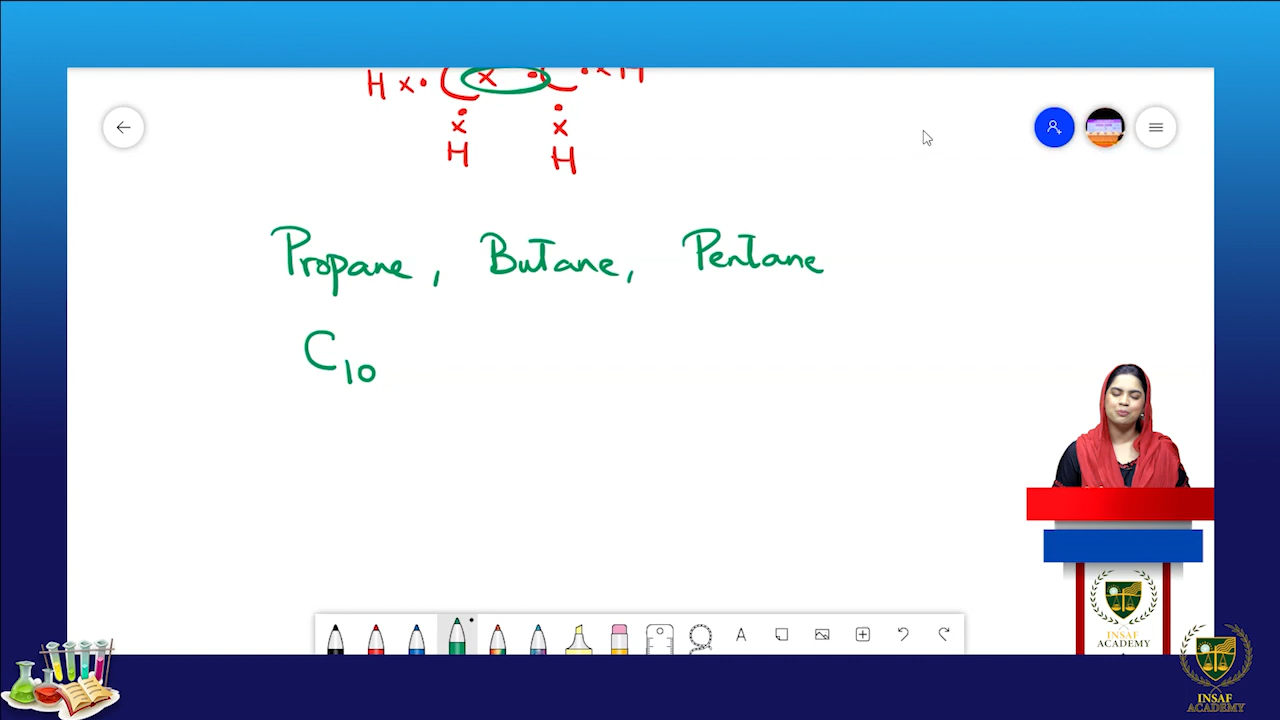 H x• C x • C •x H
• •
x x
H H
Propane, Butane, Pentane
C₁₀
A
INSAF
ACADEMY
INSAF
ACADEMY